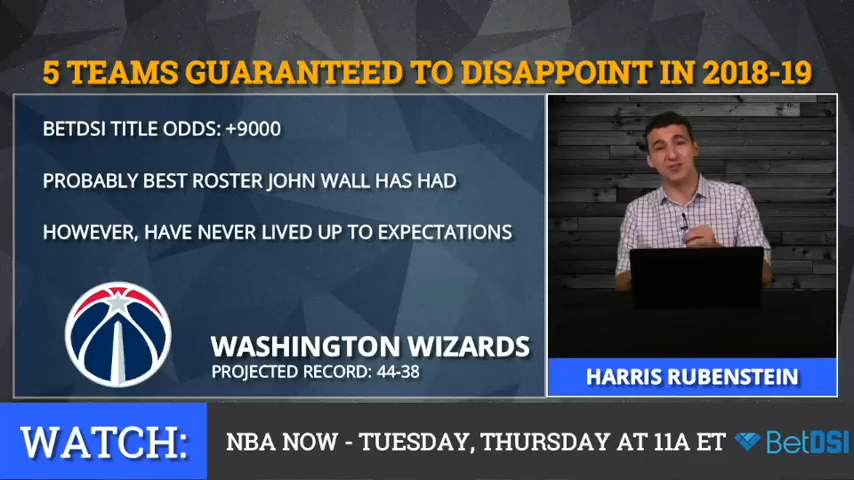 5 TEAMS GUARANTEED TO DISAPPOINT IN 2018-19
BETDSI TITLE ODDS: +9000
PROBABLY BEST ROSTER JOHN WALL HAS HAD
HOWEVER, HAVE NEVER LIVED UP TO EXPECTATIONS
WASHINGTON WIZARDS
PROJECTED RECORD: 44-38
HARRIS RUBENSTEIN
WATCH:
NBA NOW - TUESDAY, THURSDAY AT 11A ET
BetDSI